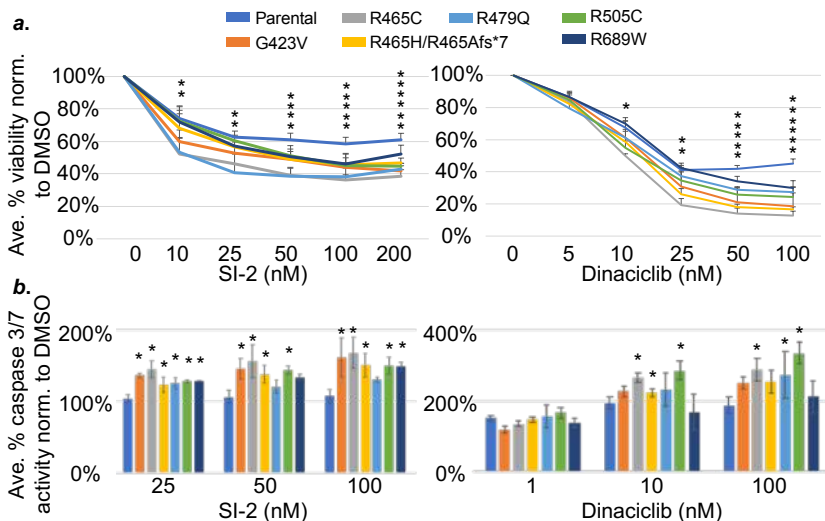 a.
Parental R465C R479Q R505C
G423V R465H/R465Afs*7 R689W
Ave. % viability norm. to DMSO
100%
80%
60%
40%
20%
0%
** ** **** ***** ******
0 10 25 50 100 200
SI-2 (nM)
100%
80%
60%
40%
20%
0%
* ** ***** ******
0 5 10 25 50 100
Dinaciclib (nM)
b.
Ave. % caspase 3/7 activity norm. to DMSO
200%
100%
0%
* * * * * *
* * * *
* * * * *
25 50 100
SI-2 (nM)
400%
200%
0%
* * *
* * *
1 10 100
Dinaciclib (nM)